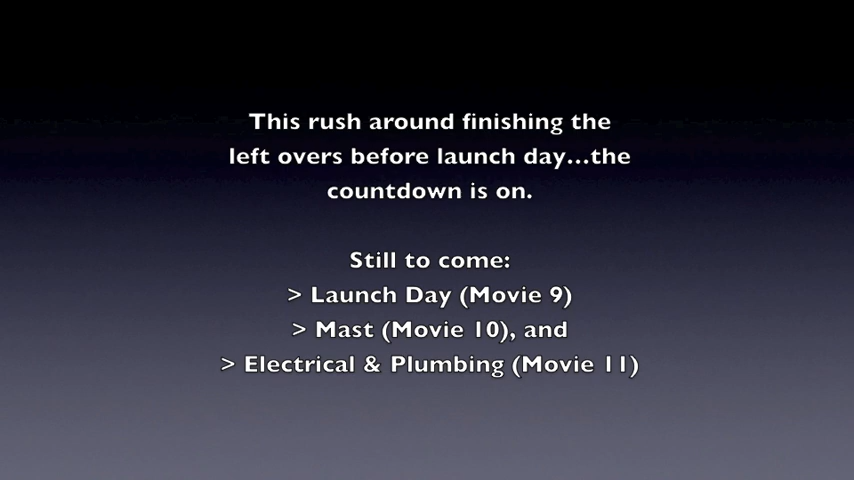 This rush around finishing the
left overs before launch day...the
countdown is on.
Still to come:
> Launch Day (Movie 9)
> Mast (Movie 10), and
> Electrical & Plumbing (Movie 11)